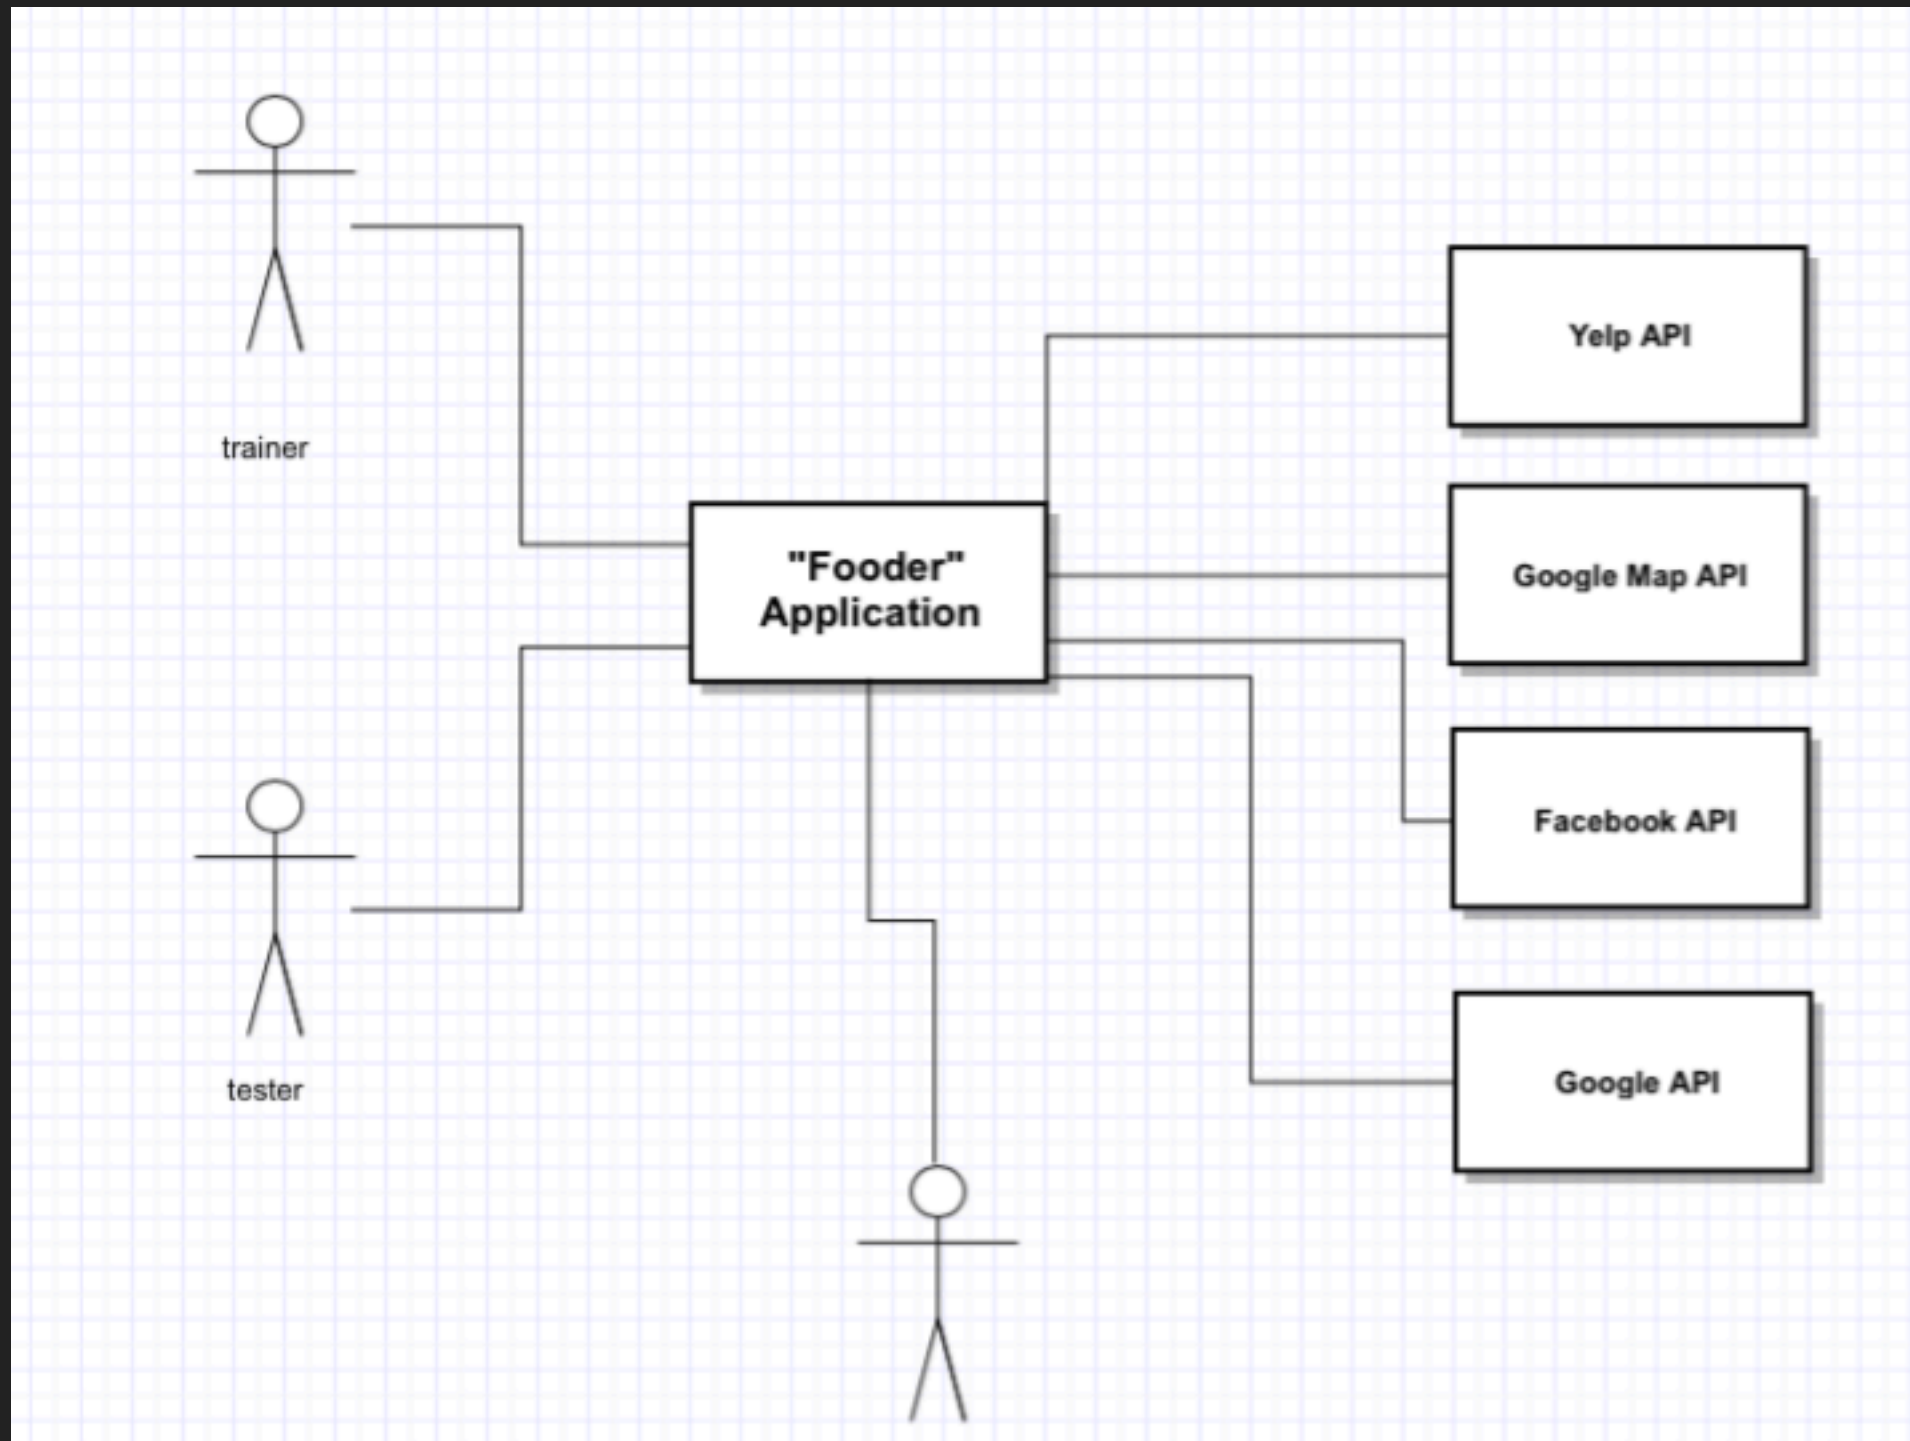 trainer
"Fooder"
Application
Yelp API
Google Map API
Facebook API
Google API
tester